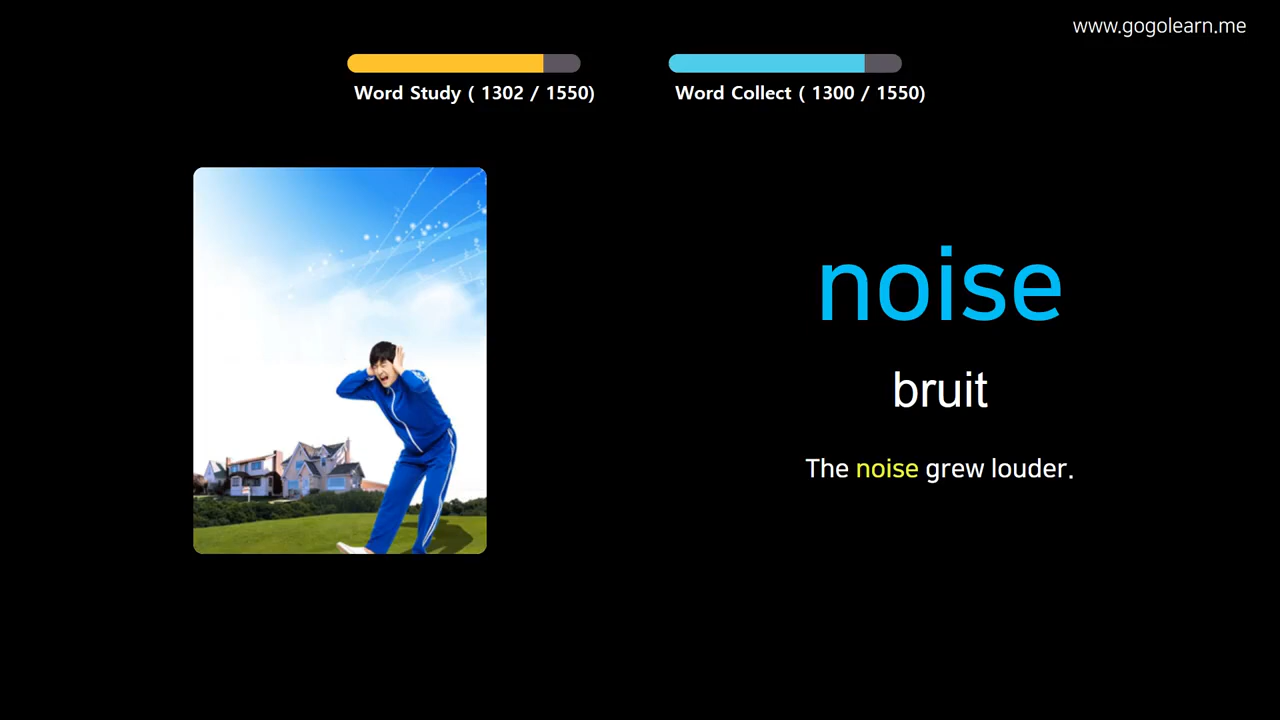 www.gogolearn.me
Word Study ( 1302 / 1550)
Word Collect ( 1300 / 1550)
noise
bruit
The noise grew louder.